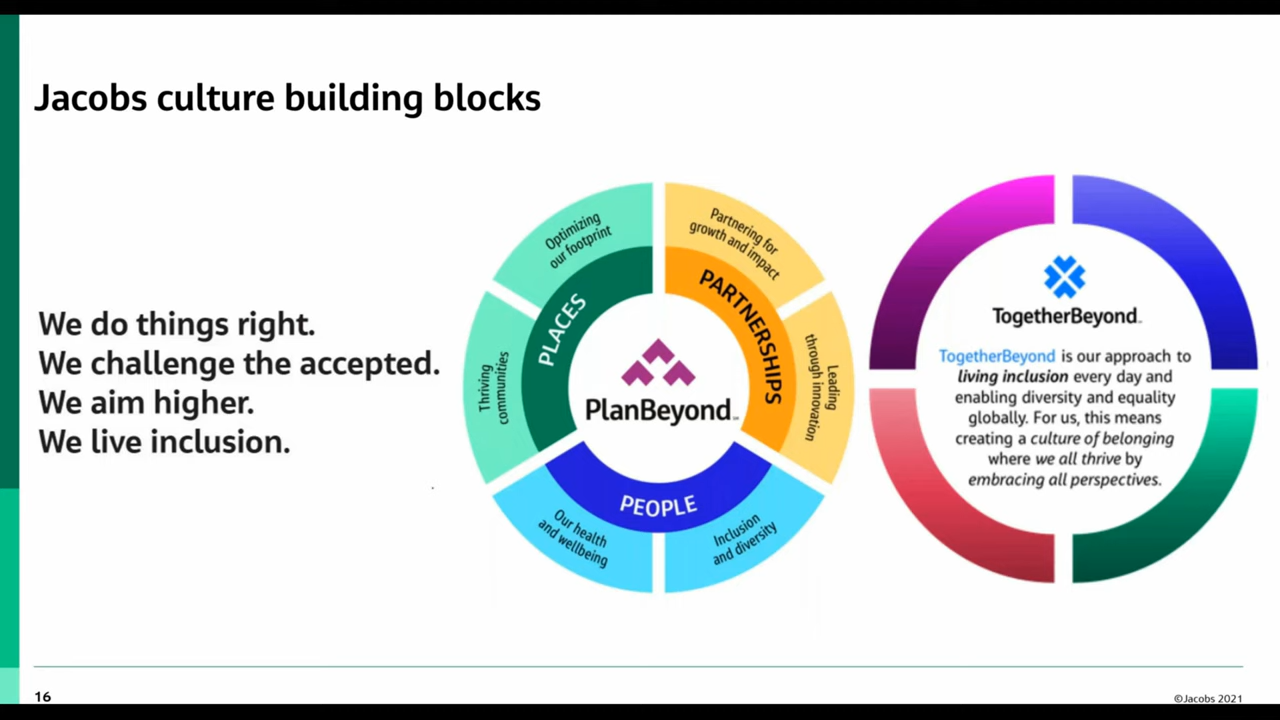 Jacobs culture building blocks
We do things right.
We challenge the accepted.
We aim higher.
We live inclusion.
Optimizing
our footprint
Thriving
communities
PLACES
Partnering for
growth and impact
Leading
through innovation
PARTNERSHIPS
PlanBeyond℠
PEOPLE
Our health
and wellbeing
Inclusion
and diversity
TogetherBeyond℠
TogetherBeyond is our approach to
living inclusion every day and
enabling diversity and equality
globally. For us, this means
creating a culture of belonging
where we all thrive by
embracing all perspectives.
16
©Jacobs 2021